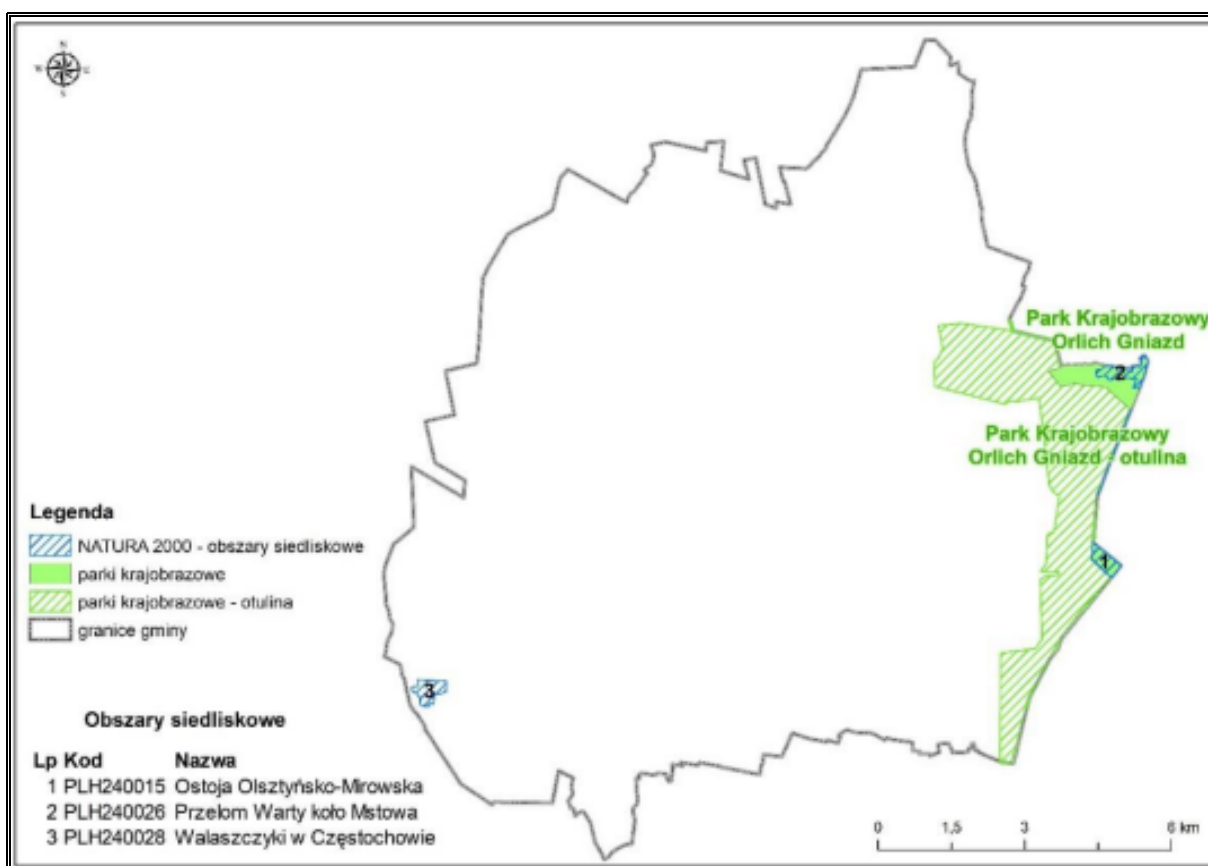 N
W
S
Park Krajobrazowy
Orlich Gniazd
2
Park Krajobrazowy
Orlich Gniazd - otulina
1
3
Legenda
NATURA 2000 - obszary siedliskowe
parki krajobrazowe
parki krajobrazowe - otulina
granice gminy
Obszary siedliskowe
Lp Kod Nazwa
1 PLH240015 Ostoja Olsztyńsko-Mirowska
2 PLH240026 Przełom Warty koło Mstowa
3 PLH240028 Walaszczyki w Częstochowie
0 1,5 3 6 km